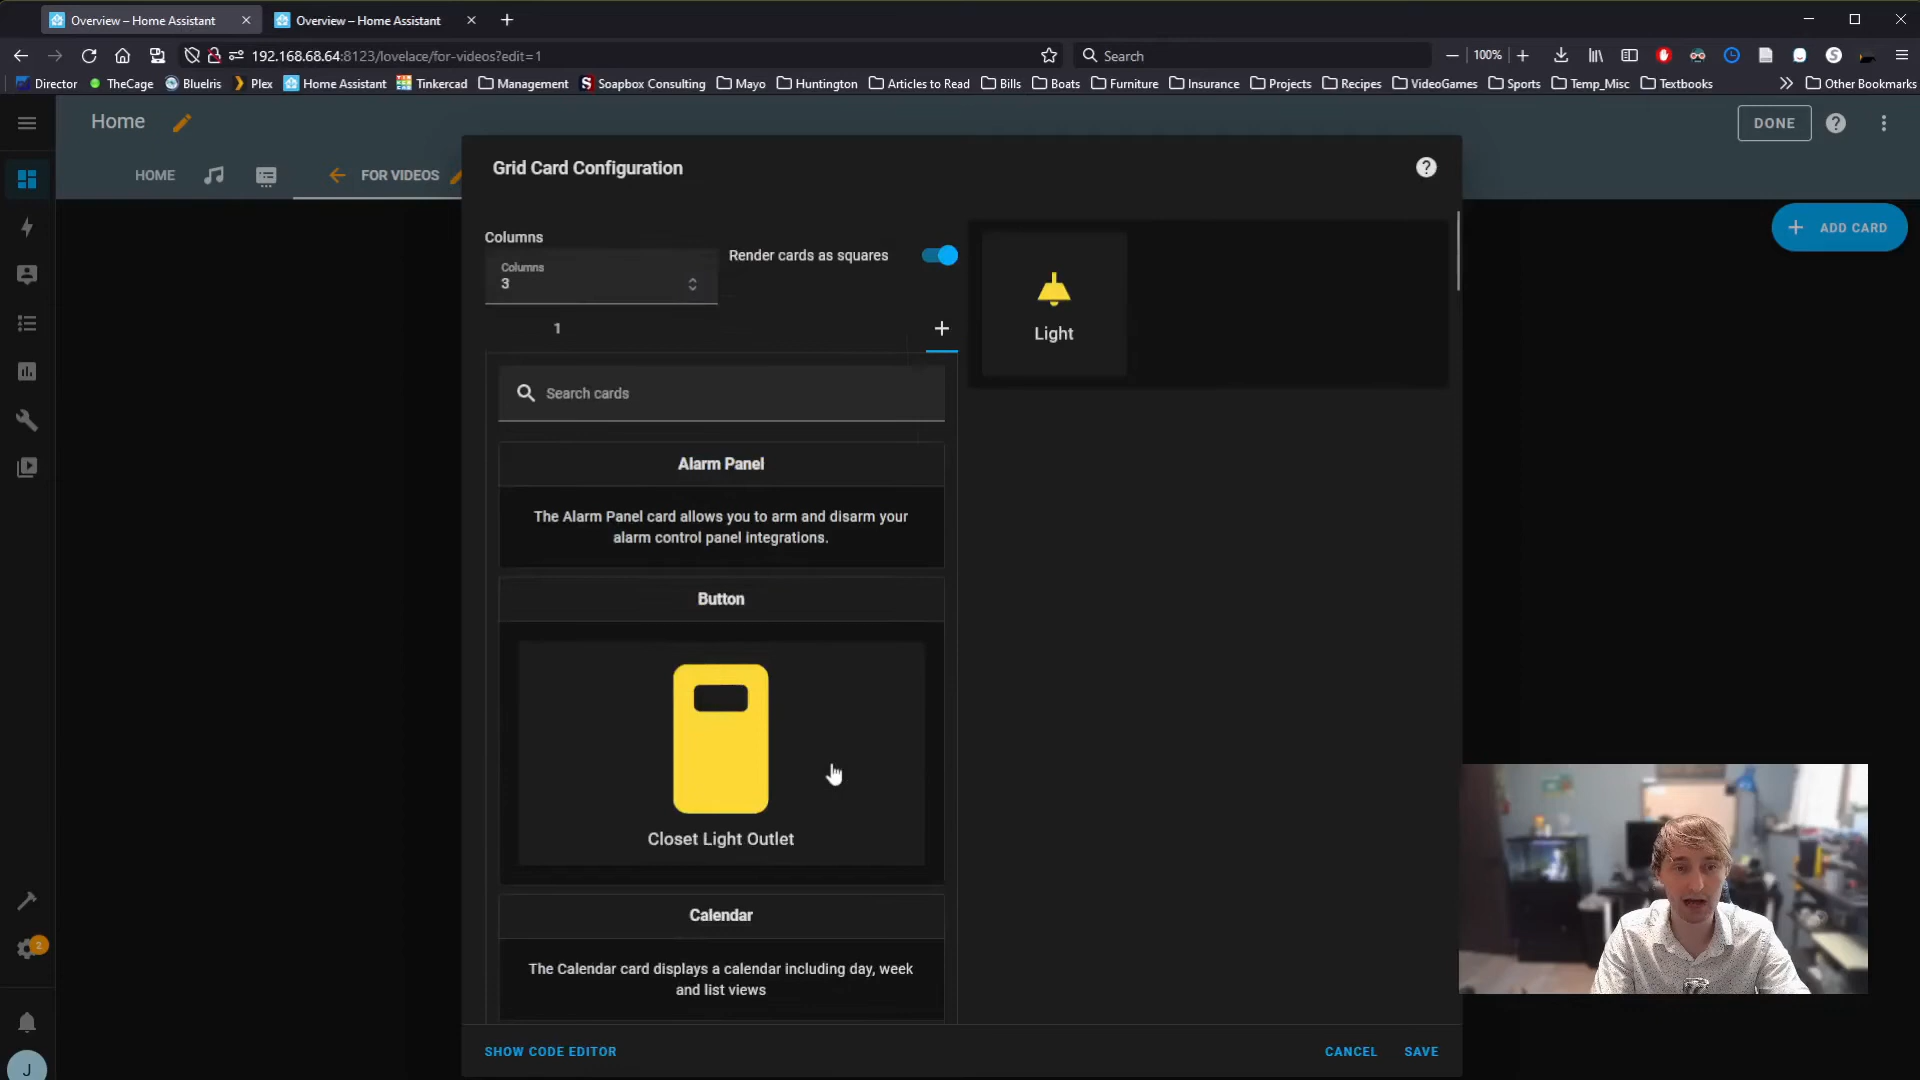 Overview – Home Assistant
Overview – Home Assistant
192.168.68.64:8123/lovelace/for-videos?edit=1
Search
100%
Director
TheCage
BlueIris
Plex
Home Assistant
Tinkercad
Management
Soapbox Consulting
Mayo
Huntington
Articles to Read
Bills
Boats
Furniture
Insurance
Projects
Recipes
VideoGames
Sports
Temp_Misc
Textbooks
Other Bookmarks
Home
DONE
HOME
FOR VIDEOS
Grid Card Configuration
ADD CARD
Columns
Columns
3
Render cards as squares
1
Light
Search cards
Alarm Panel
The Alarm Panel card allows you to arm and disarm your
alarm control panel integrations.
Button
Closet Light Outlet
Calendar
The Calendar card displays a calendar including day, week
and list views
2
J
SHOW CODE EDITOR
CANCEL
SAVE